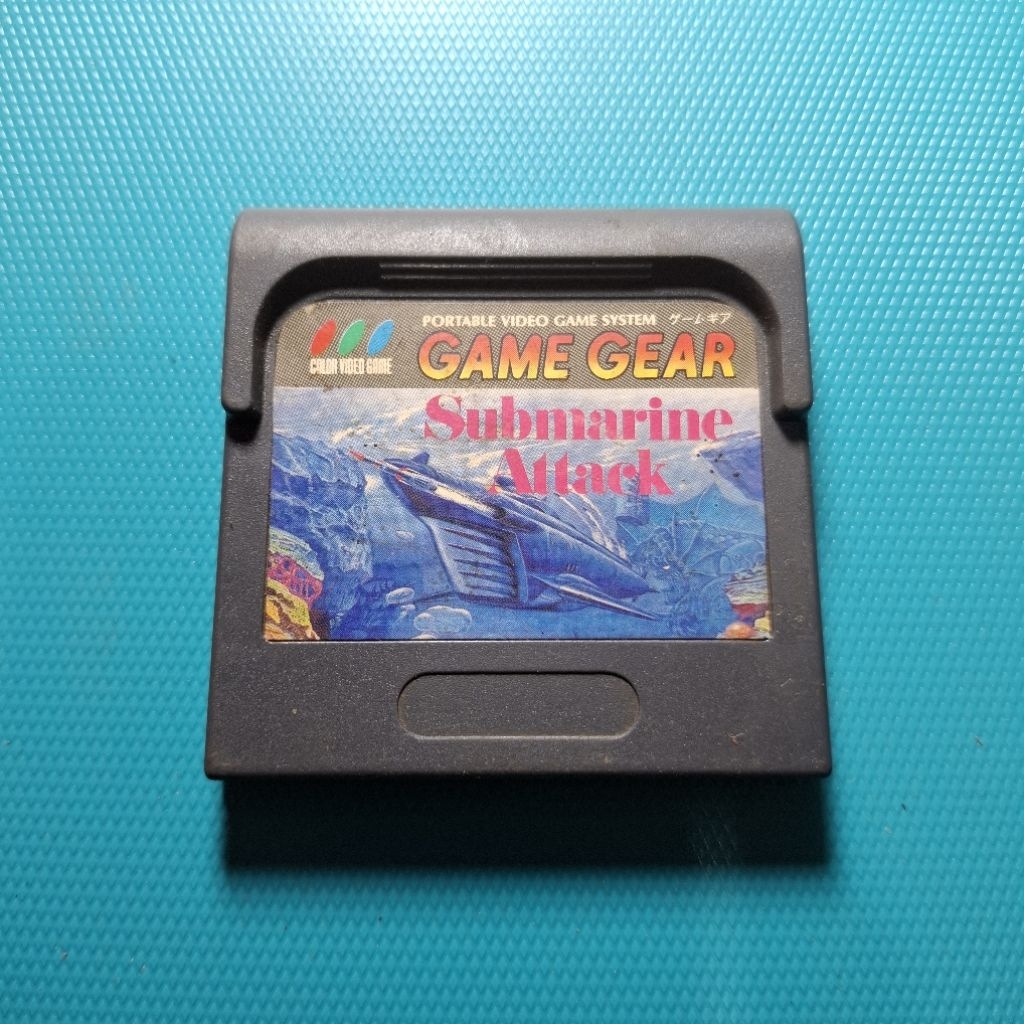 PORTABLE VIDEO GAME SYSTEM ゲームギア
COLOR VIDEO GAME
GAME GEAR
Submarine
Attack